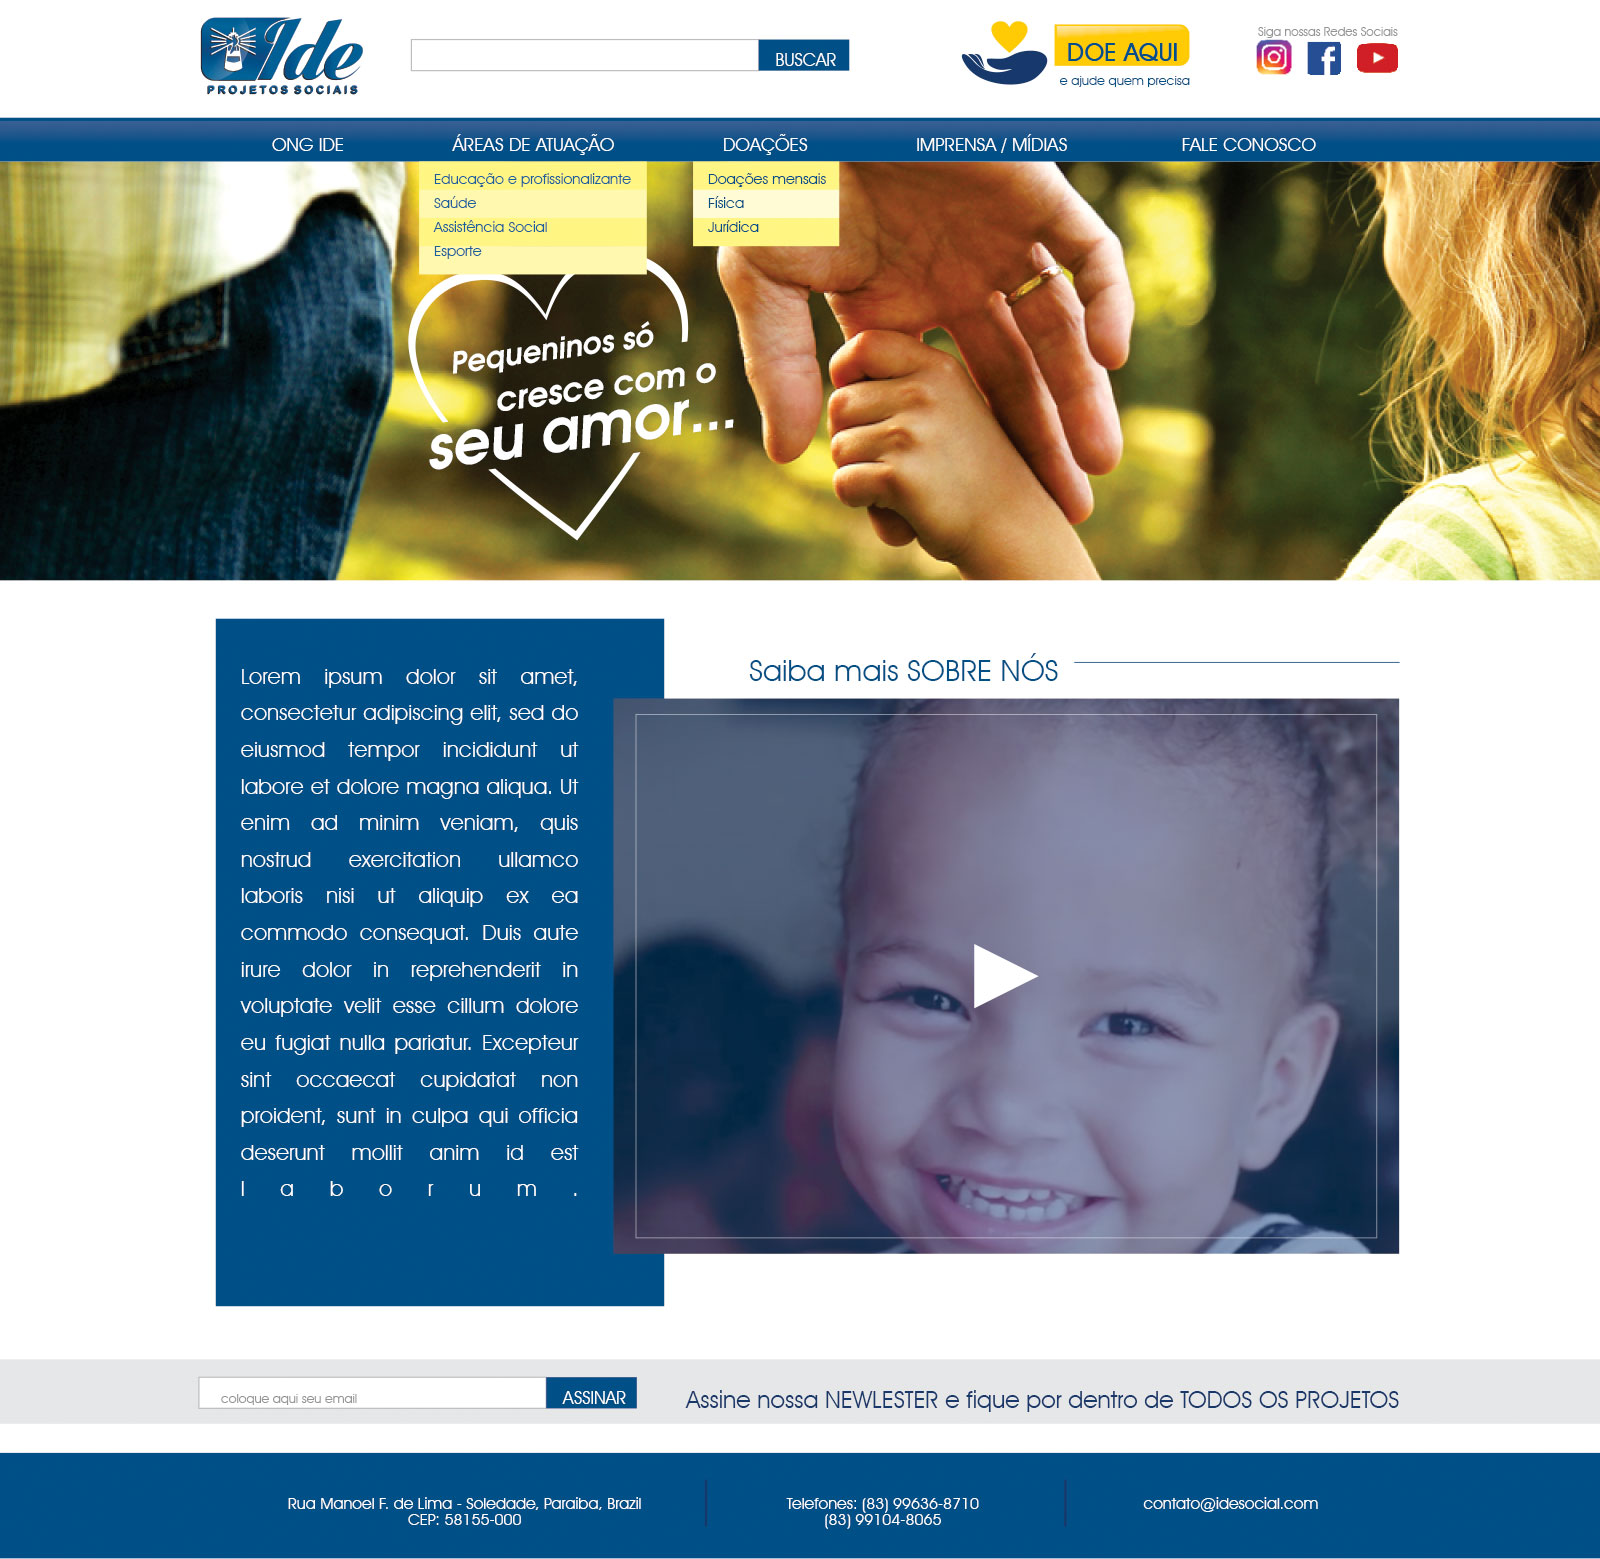 Ide
PROJETOS SOCIAIS
BUSCAR
DOE AQUI
e ajude quem precisa
Siga nossas Redes Sociais
ONG IDE
ÁREAS DE ATUAÇÃO
DOAÇÕES
IMPRENSA / MÍDIAS
FALE CONOSCO
Educação e profissionalizante
Saúde
Assistência Social
Esporte
Doações mensais
Física
Jurídica
Pequeninos só
cresce com o
seu amor...
Lorem ipsum dolor sit amet,
consectetur adipiscing elit, sed do
eiusmod tempor incididunt ut
labore et dolore magna aliqua. Ut
enim ad minim veniam, quis
nostrud exercitation ullamco
laboris nisi ut aliquip ex ea
commodo consequat. Duis aute
irure dolor in reprehenderit in
voluptate velit esse cillum dolore
eu fugiat nulla pariatur. Excepteur
sint occaecat cupidatat non
proident, sunt in culpa qui officia
deserunt mollit anim id est
laborum.
Saiba mais SOBRE NÓS
coloque aqui seu email
ASSINAR
Assine nossa NEWLESTER e fique por dentro de TODOS OS PROJETOS
Rua Manoel F. de Lima - Soledade, Paraiba, Brazil
CEP: 58155-000
Telefones: (83) 99636-8710
(83) 99104-8065
contato@idesocial.com